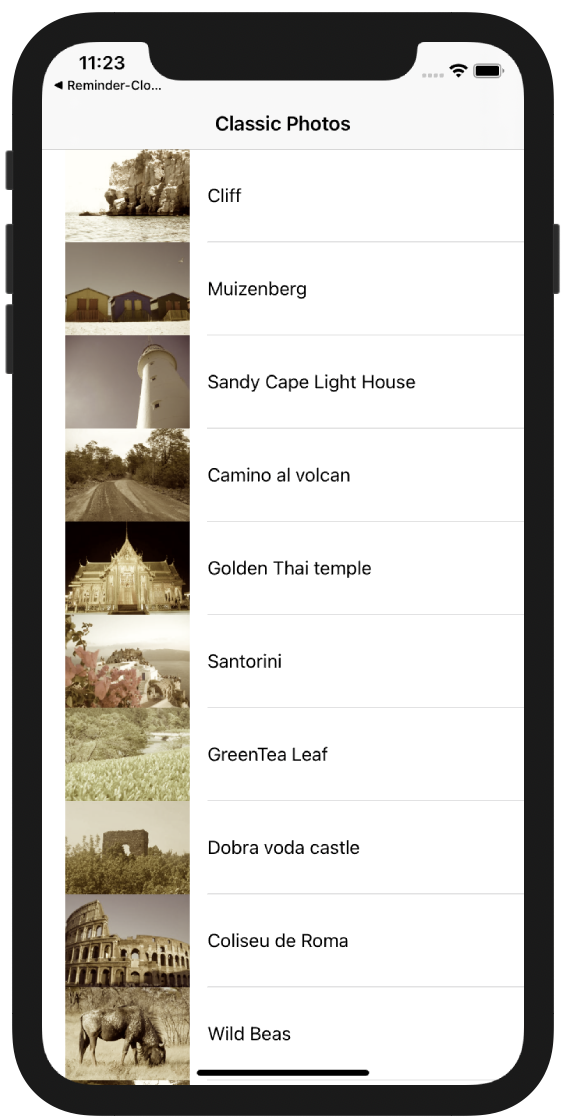 11:23
◀ Reminder-Clo...
Classic Photos
Cliff
Muizenberg
Sandy Cape Light House
Camino al volcan
Golden Thai temple
Santorini
GreenTea Leaf
Dobra voda castle
Coliseu de Roma
Wild Beas